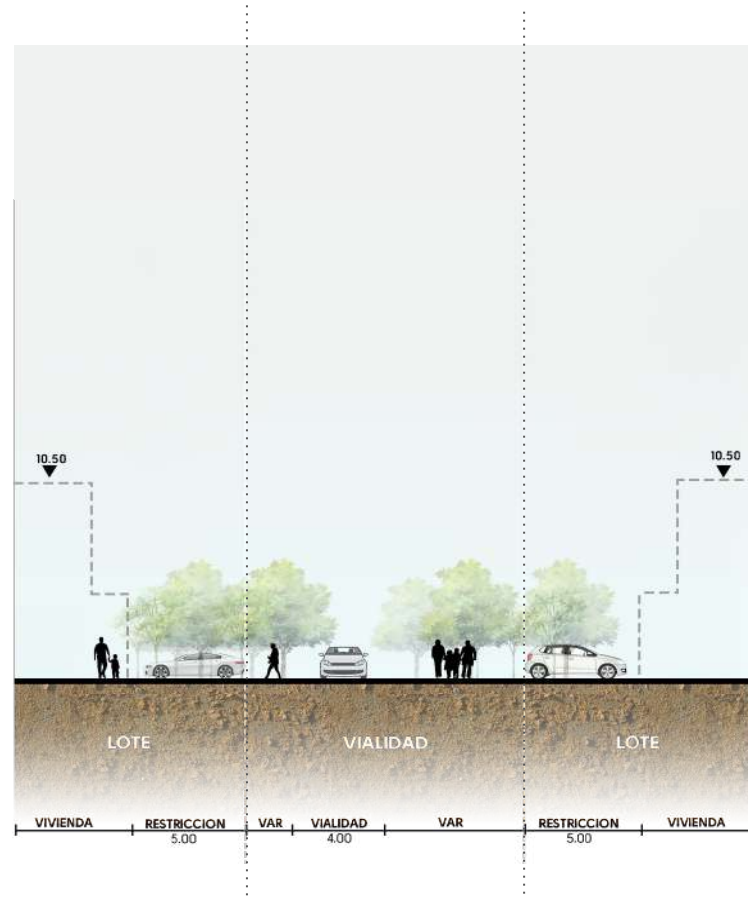 10.50
10.50
LOTE
VIALIDAD
LOTE
VIVIENDA
RESTRICCION
VAR
VIALIDAD
VAR
RESTRICCION
VIVIENDA
5.00
4.00
5.00